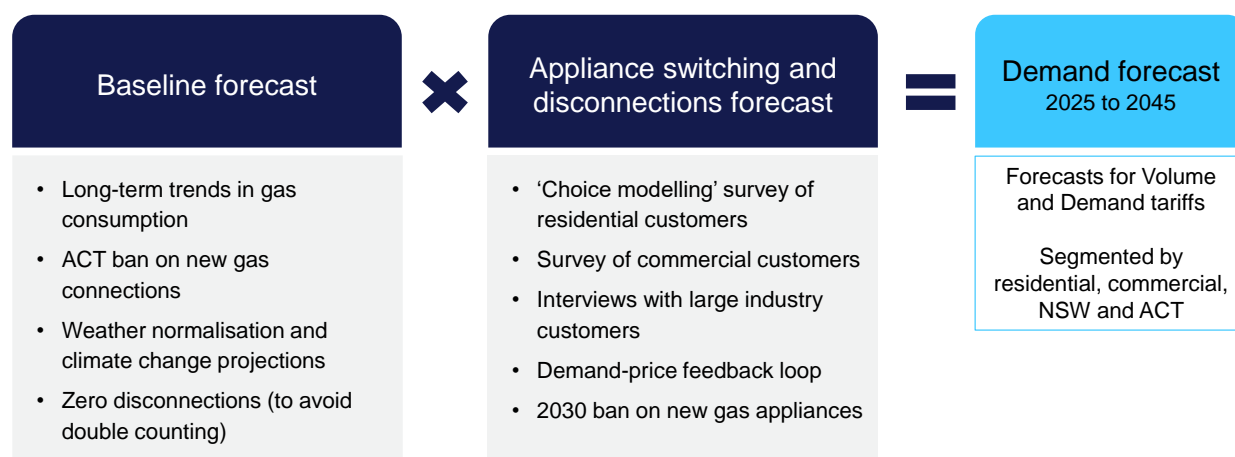 Baseline forecast
• Long-term trends in gas
consumption
• ACT ban on new gas
connections
• Weather normalisation and
climate change projections
• Zero disconnections (to avoid
double counting)
Appliance switching and
disconnections forecast
• ‘Choice modelling’ survey of
residential customers
• Survey of commercial customers
• Interviews with large industry
customers
• Demand-price feedback loop
• 2030 ban on new gas appliances
Demand forecast
2025 to 2045
Forecasts for Volume
and Demand tariffs
Segmented by
residential, commercial,
NSW and ACT